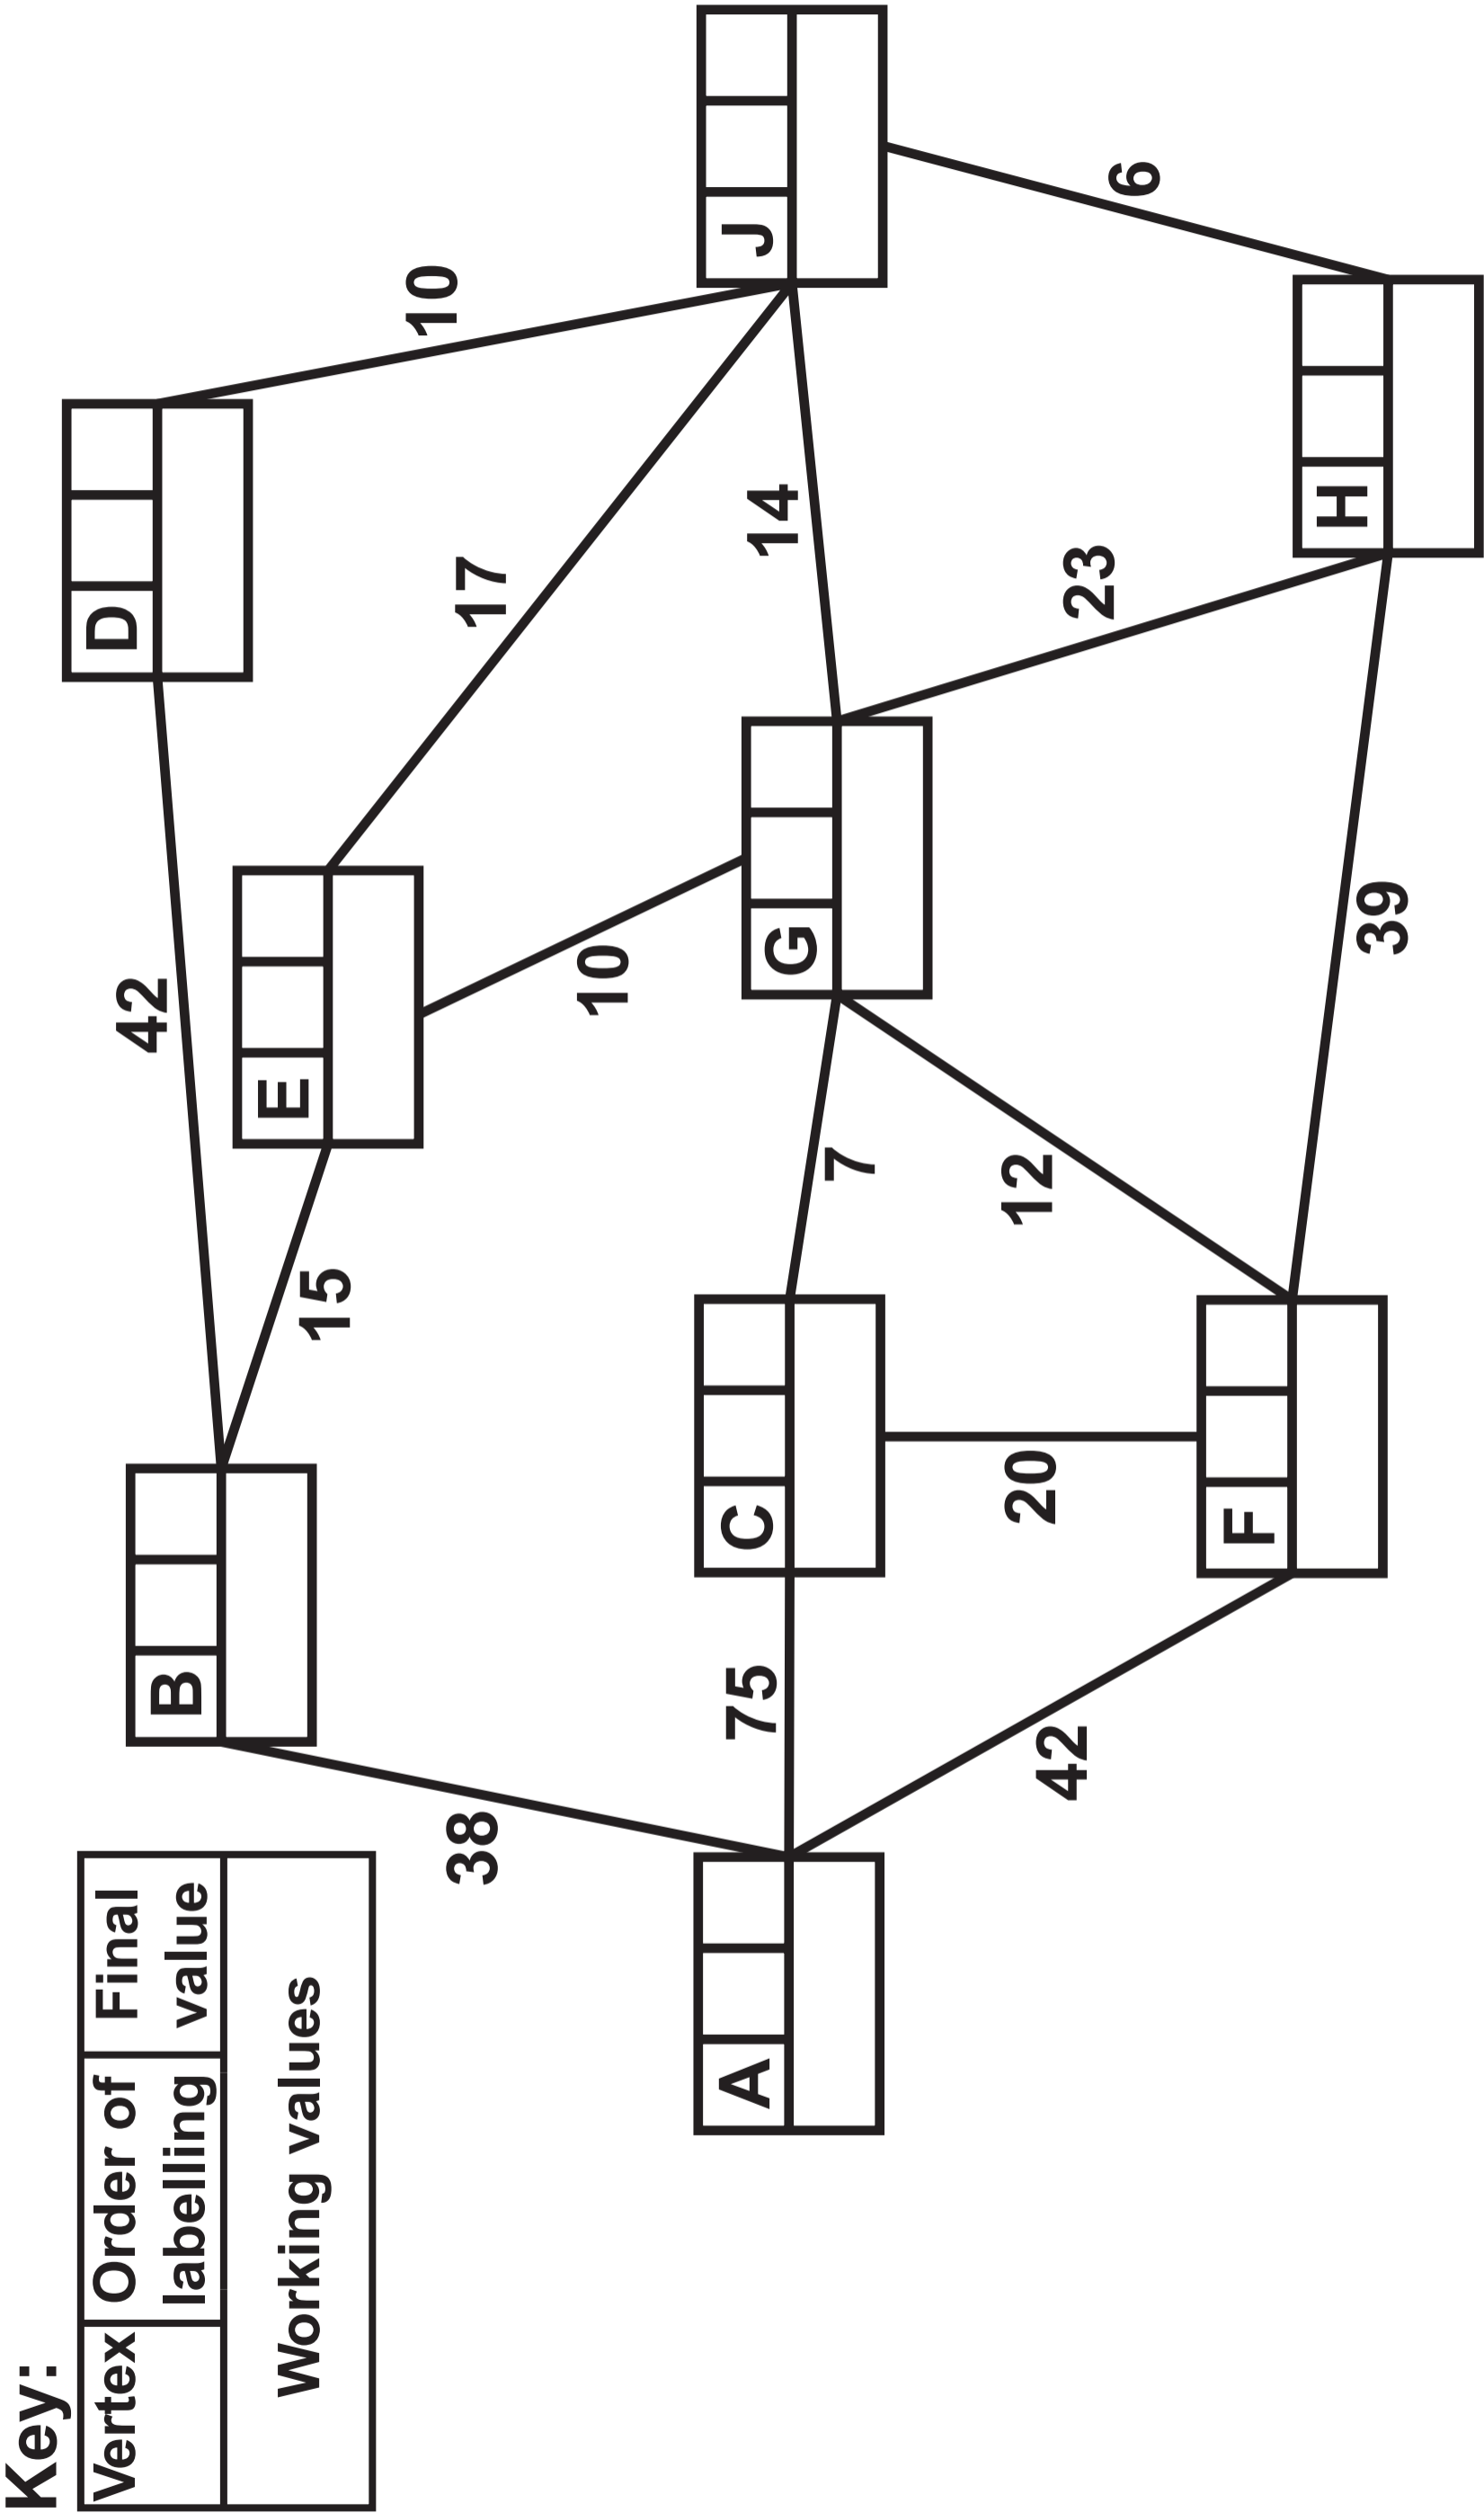 Key:
Vertex
Order of
labelling
Final
value
Working values
A
B
C
D
E
F
G
H
J
38
75
42
42
15
20
7
12
10
17
10
14
23
39
6